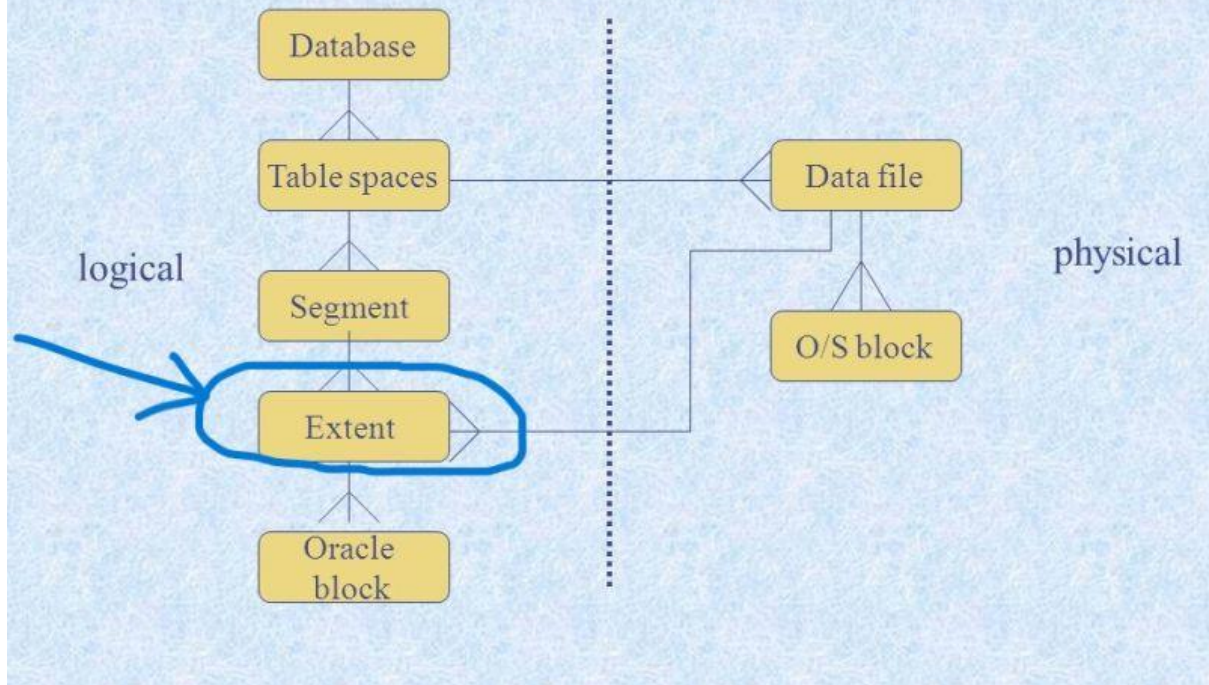 Database
Table spaces
Data file
logical
physical
Segment
O/S block
Extent
Oracle
block